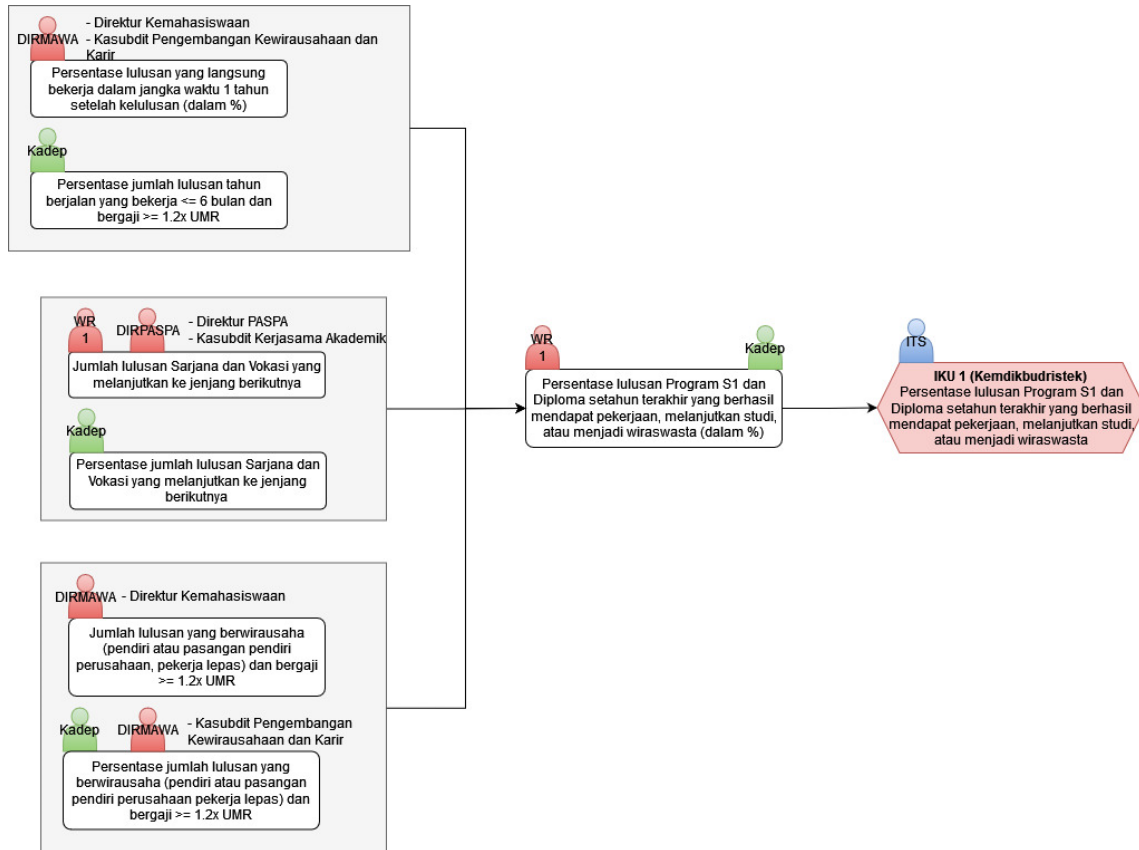 - Direktur Kemahasiswaan
DIRMAWA
- Kasubdit Pengembangan Kewirausahaan dan
Karir
Persentase lulusan yang langsung
bekerja dalam jangka waktu 1 tahun
setelah kelulusan (dalam %)
Kadep
Persentase jumlah lulusan tahun
berjalan yang bekerja <= 6 bulan dan
bergaji >= 1.2x UMR
WR
1
DIRPASPA
- Direktur PASPA
- Kasubdit Kerjasama Akademik
Jumlah lulusan Sarjana dan Vokasi yang
melanjutkan ke jenjang berikutnya
Kadep
Persentase jumlah lulusan Sarjana dan
Vokasi yang melanjutkan ke jenjang
berikutnya
DIRMAWA
- Direktur Kemahasiswaan
Jumlah lulusan yang berwirausaha
(pendiri atau pasangan pendiri
perusahaan, pekerja lepas) dan bergaji
>= 1.2x UMR
Kadep
DIRMAWA
- Kasubdit Pengembangan
Kewirausahaan dan Karir
Persentase jumlah lulusan yang
berwirausaha (pendiri atau pasangan
pendiri perusahaan pekerja lepas) dan
bergaji >= 1.2x UMR
WR
1
Kadep
Persentase lulusan Program S1 dan
Diploma setahun terakhir yang berhasil
mendapat pekerjaan, melanjutkan studi,
atau menjadi wiraswasta (dalam %)
ITS
IKU 1 (Kemdikbudristek)
Persentase lulusan Program S1 dan
Diploma setahun terakhir yang berhasil
mendapat pekerjaan, melanjutkan studi,
atau menjadi wiraswasta